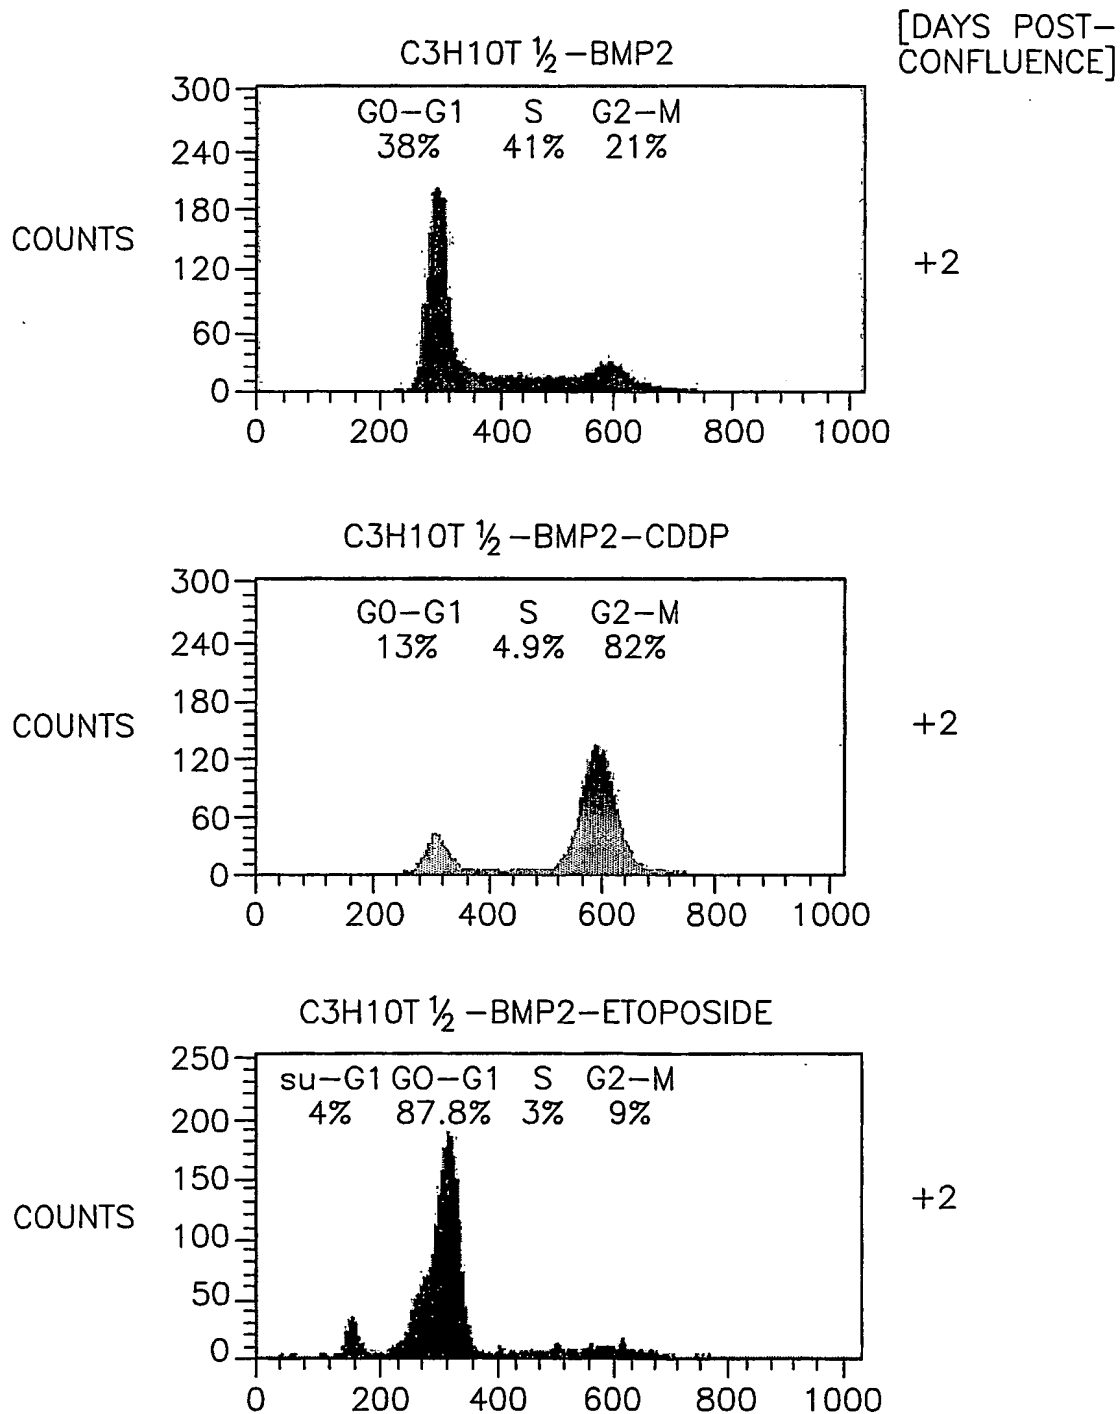 [DAYS POST-
CONFLUENCE]
C3H10T ½-BMP2
300
240
180
120
60
0
COUNTS
G0-G1 S G2-M
38% 41% 21%
+2
0 200 400 600 800 1000
C3H10T ½-BMP2-CDDP
300
240
180
120
60
0
COUNTS
G0-G1 S G2-M
13% 4.9% 82%
+2
0 200 400 600 800 1000
C3H10T ½-BMP2-ETOPOSIDE
250
200
150
100
50
0
COUNTS
su-G1 G0-G1 S G2-M
4% 87.8% 3% 9%
+2
0 200 400 600 800 1000